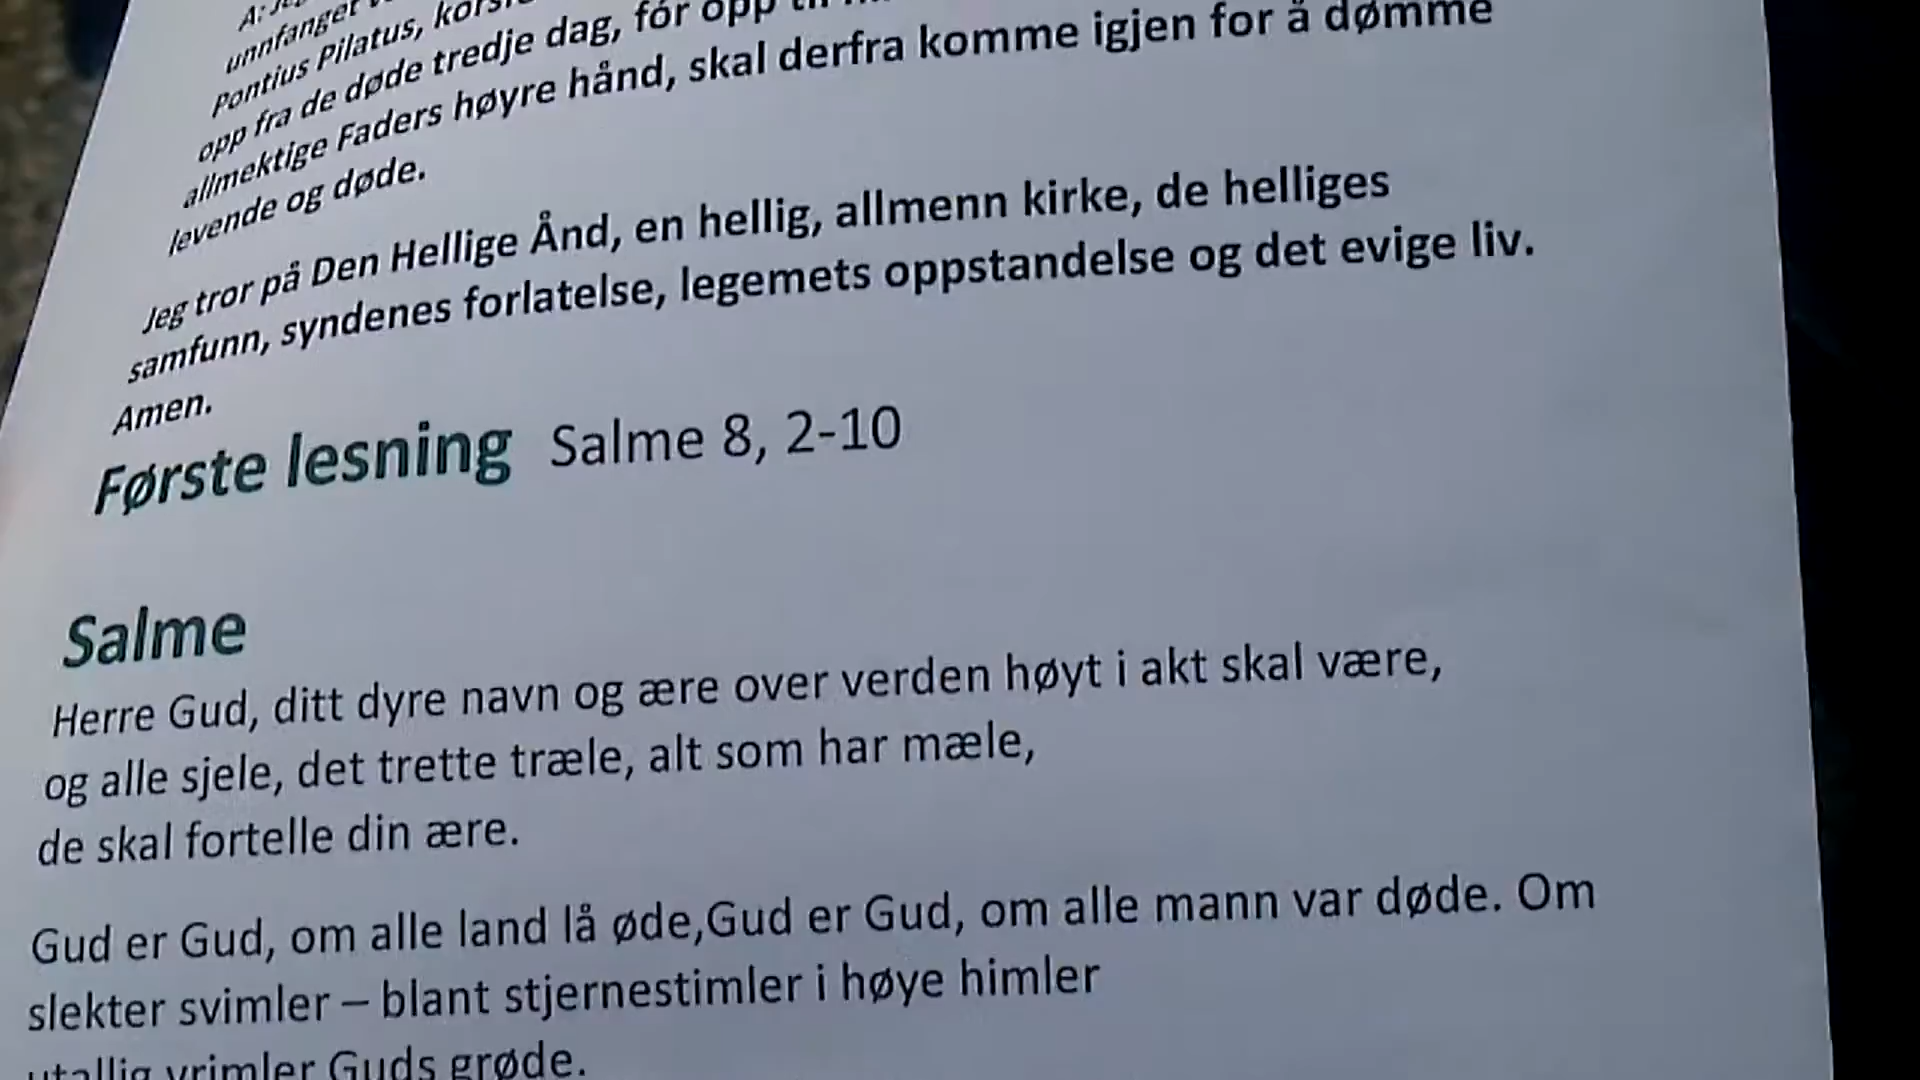 A:
unnfanget
Pontius Pilatus,
opp fra de døde tredje dag, fór opp
allmektige Faders høyre hånd, skal derfra komme igjen for å dømme
levende og døde.
Jeg tror på Den Hellige Ånd, en hellig, allmenn kirke, de helliges
samfunn, syndenes forlatelse, legemets oppstandelse og det evige liv.
Amen.
Første lesning Salme 8, 2-10
Salme
Herre Gud, ditt dyre navn og ære over verden høyt i akt skal være,
og alle sjele, det trette træle, alt som har mæle,
de skal fortelle din ære.
Gud er Gud, om alle land lå øde,Gud er Gud, om alle mann var døde. Om
slekter svimler – blant stjernestimler i høye himler
utallig vrimler Guds grøde.